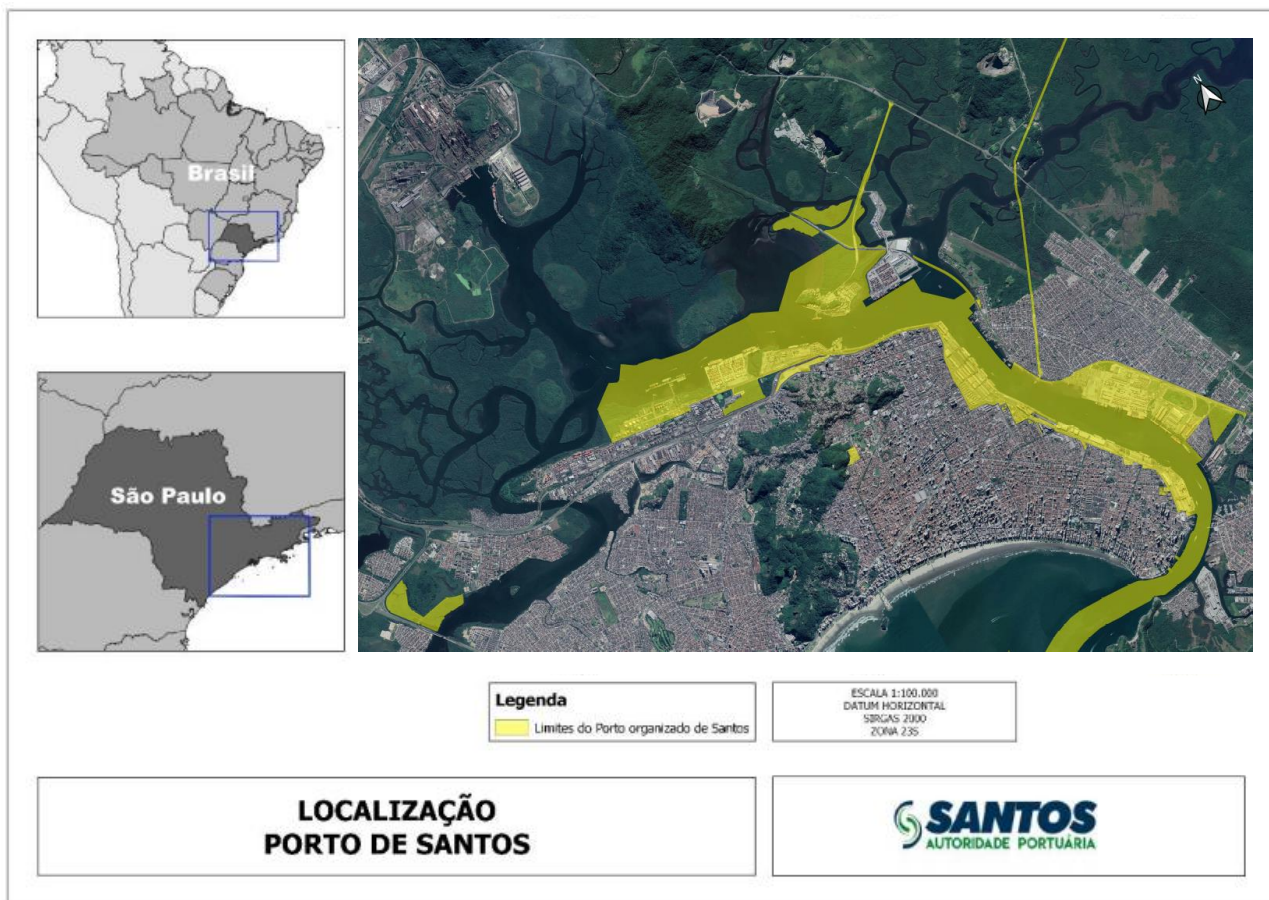 Brasil
N
São Paulo
Legenda
Limites do Porto organizado de Santos
ESCALA 1:100.000
DATUM HORIZONTAL
SIRGAS 2000
ZONA 23S
LOCALIZAÇÃO
PORTO DE SANTOS
SANTOS
AUTORIDADE PORTUÁRIA